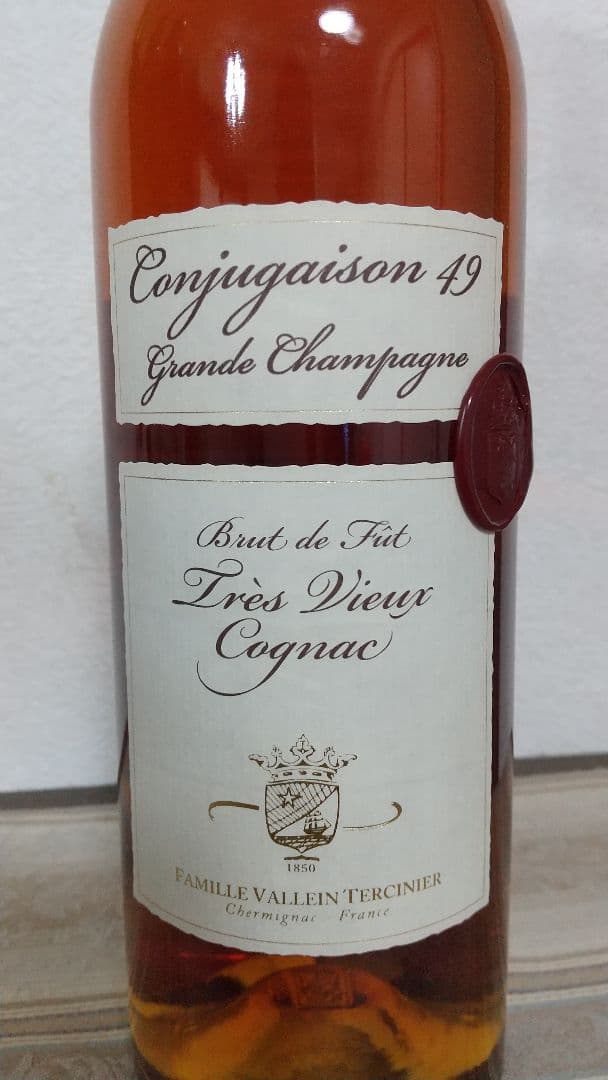 Conjugaison 49
Grande Champagne
Brut de Fût
Très Vieux
Cognac
1850
FAMILLE VALLEIN TERCINIER
Chermignac France